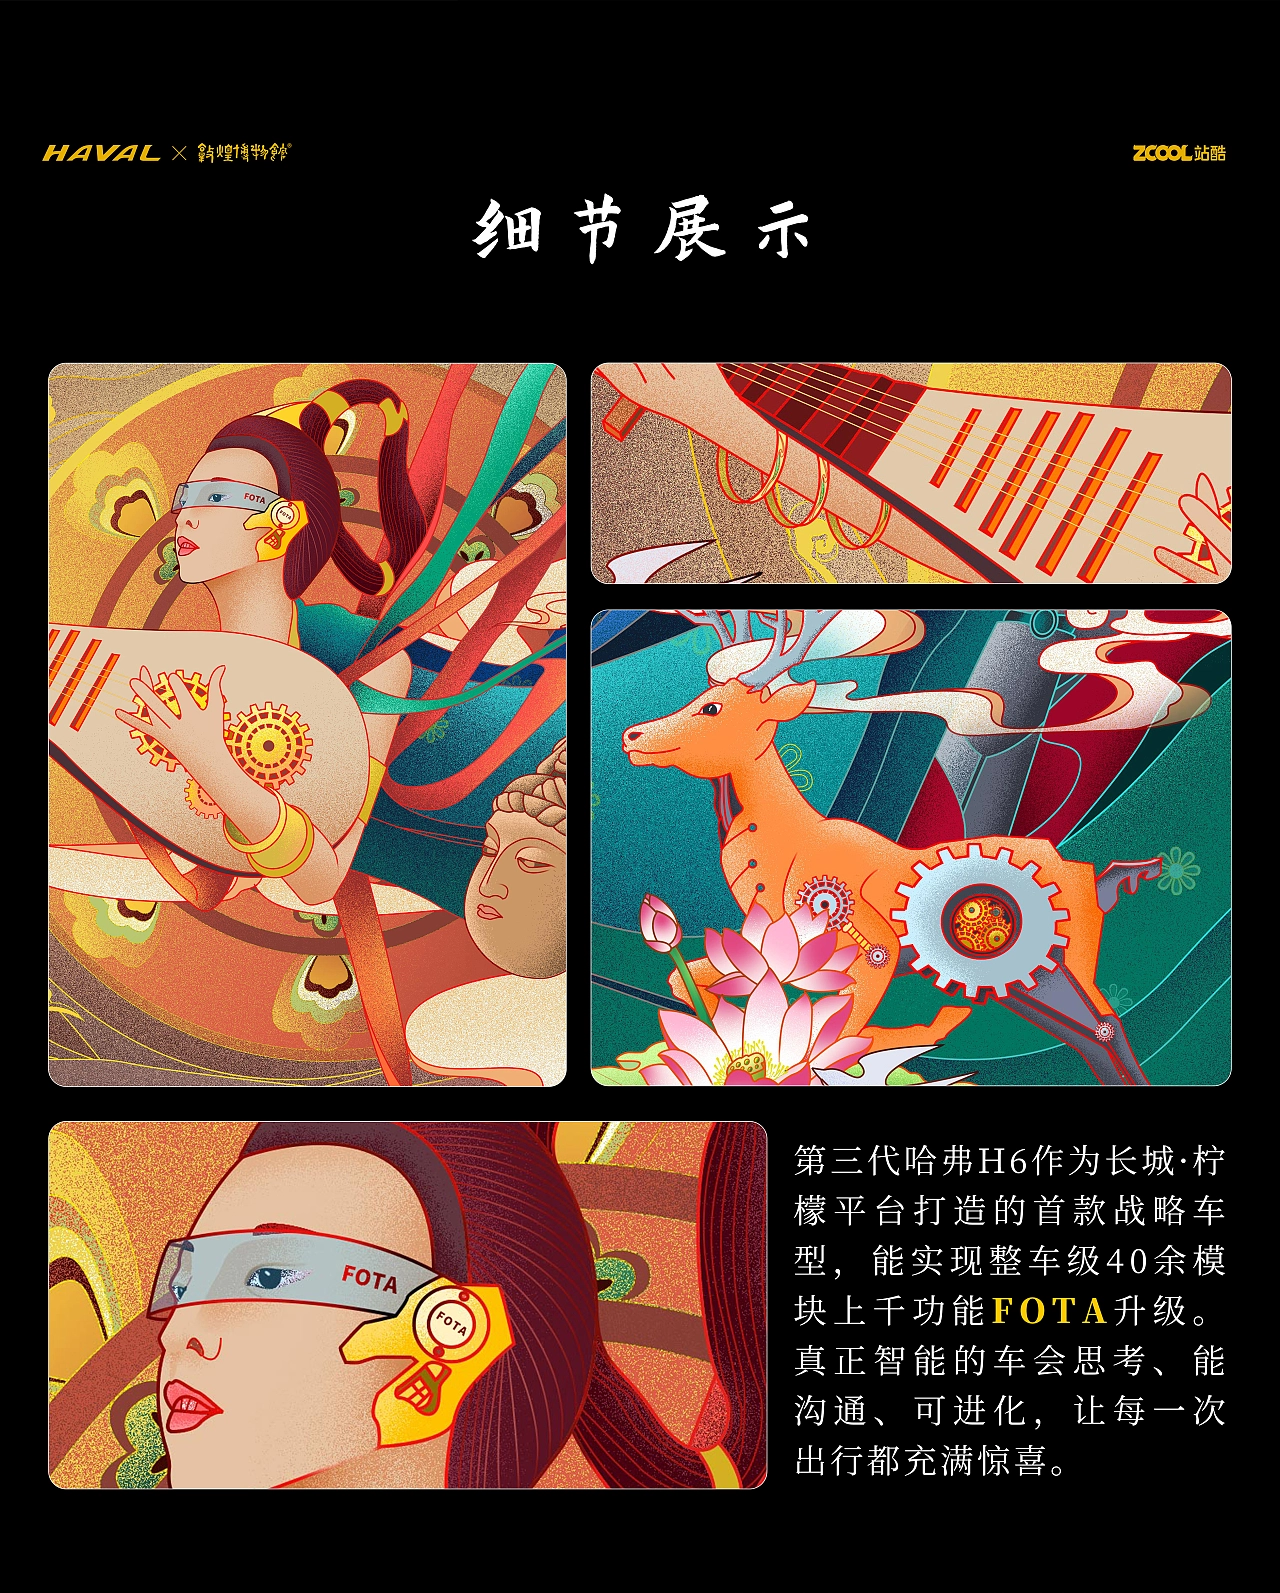 HAVAL × 敦煌博物館
ZCOOL站酷
细节展示
FOTA
FOTA
FOTA
FOTA
第三代哈弗H6作为长城·柠
檬平台打造的首款战略车
型，能实现整车级40余模
块上千功能FOTA升级。
真正智能的车会思考、能
沟通、可进化，让每一次
出行都充满惊喜。